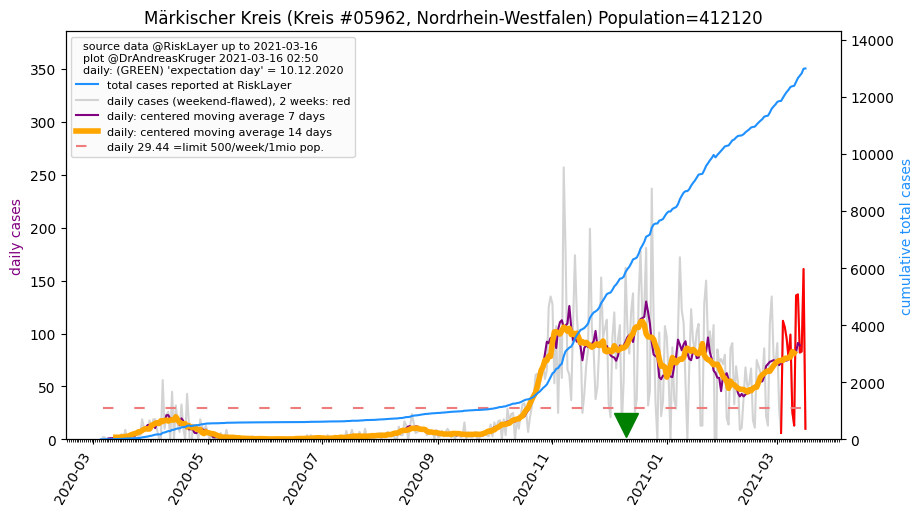 Märkischer Kreis (Kreis #05962, Nordrhein-Westfalen) Population=412120
source data @RiskLayer up to 2021-03-16
plot @DrAndreasKruger 2021-03-16 02:50
daily: (GREEN) 'expectation day' = 10.12.2020
total cases reported at RiskLayer
daily cases (weekend-flawed), 2 weeks: red
daily: centered moving average 7 days
daily: centered moving average 14 days
daily 29.44 =limit 500/week/1mio pop.
daily cases
350
300
250
200
150
100
50
0
14000
12000
10000
8000
6000
4000
2000
0
cumulative total cases
2020-03
2020-05
2020-07
2020-09
2020-11
2021-01
2021-03